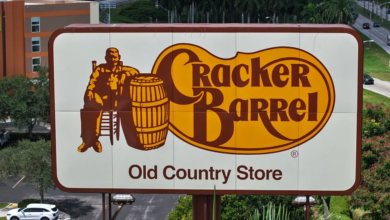 Cracker
Barrel
®
Old Country Store